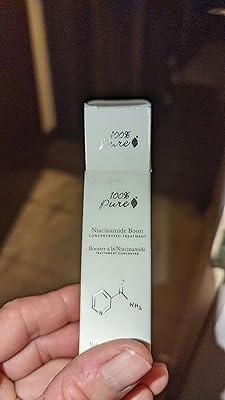 100%
Pure
100%
Pure
Niacinamide Boost
CONCENTRATED TREATMENT
Booster à la Niacinamide
TRAITEMENT CONCENTRÉ
N
NH₂